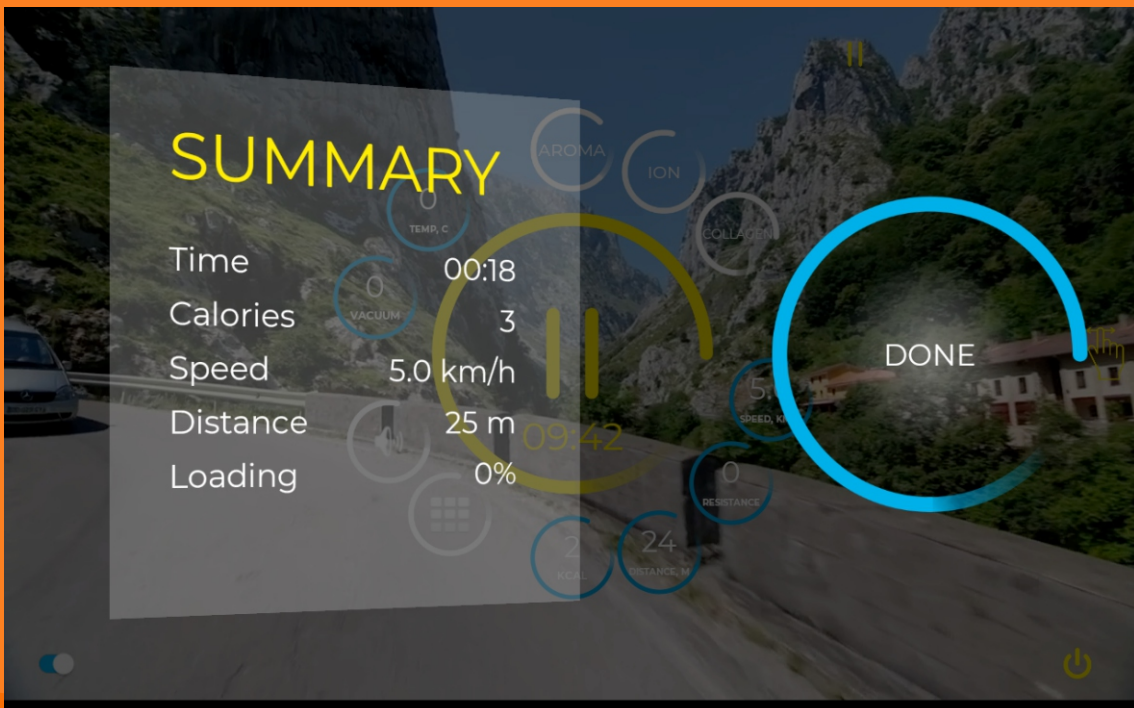 SUMMARY
Time 00:18
Calories 3
Speed 5.0 km/h
Distance 25 m
Loading 0%
AROMA
ION
COLLAGEN
0
TEMP, C
0
VACUUM
09:42
SPEED,
0
RESISTANCE
24
DISTANCE, M
2
KCAL
DONE